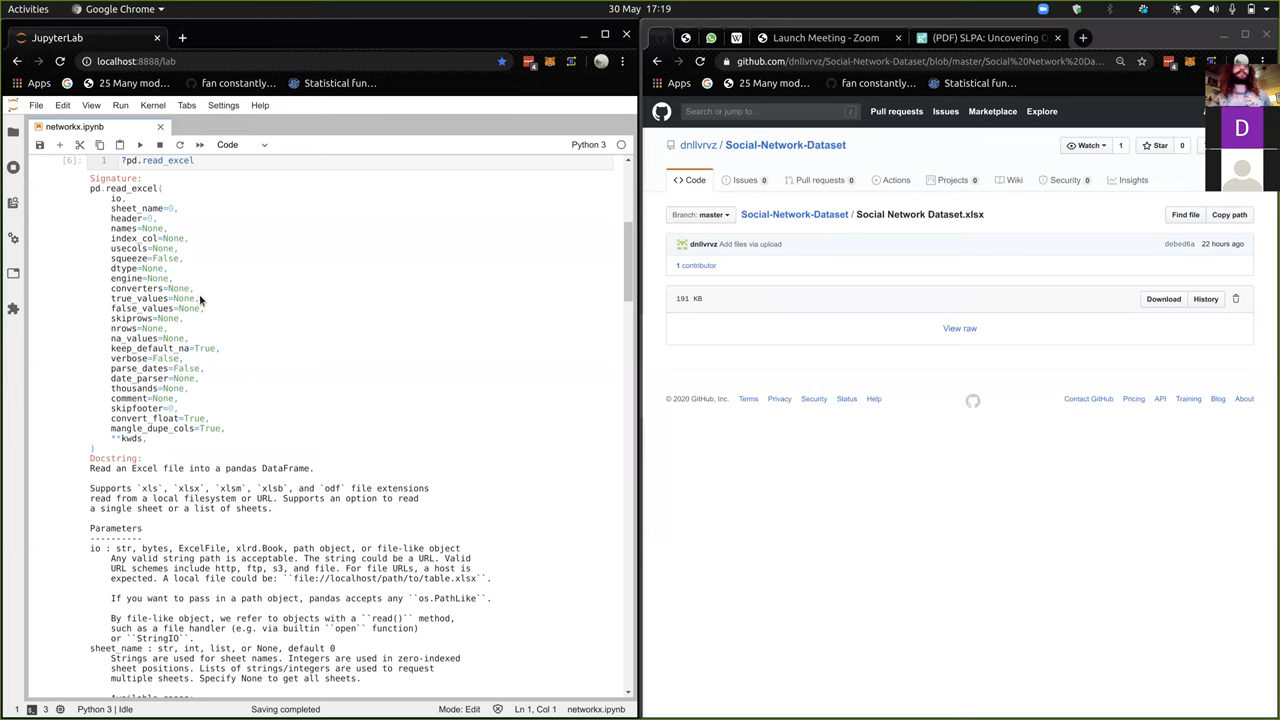 Activities
Google Chrome
30 May 17:19
JupyterLab
localhost:8888/lab
Apps
25 Many mod...
fan constantly...
Statistical fun...
File Edit View Run Kernel Tabs Settings Help
networkx.ipynb
Code
Python 3
[6]:
1 ?pd.read_excel
Signature:
pd.read_excel(
io,
sheet_name=0,
header=0,
names=None,
index_col=None,
usecols=None,
squeeze=False,
dtype=None,
engine=None,
converters=None,
true_values=None,
false_values=None,
skiprows=None,
nrows=None,
na_values=None,
keep_default_na=True,
verbose=False,
parse_dates=False,
date_parser=None,
thousands=None,
comment=None,
skipfooter=0,
convert_float=True,
mangle_dupe_cols=True,
**kwds,
)
Docstring:
Read an Excel file into a pandas DataFrame.
Supports `xls`, `xlsx`, `xlsm`, `xlsb`, and `odf` file extensions
read from a local filesystem or URL. Supports an option to read
a single sheet or a list of sheets.
Parameters
----------
io : str, bytes, ExcelFile, xlrd.Book, path object, or file-like object
Any valid string path is acceptable. The string could be a URL. Valid
URL schemes include http, ftp, s3, and file. For file URLs, a host is
expected. A local file could be: ``file://localhost/path/to/table.xlsx``.
If you want to pass in a path object, pandas accepts any ``os.PathLike``.
By file-like object, we refer to objects with a ``read()`` method,
such as a file handler (e.g. via builtin ``open`` function)
or ``StringIO``.
sheet_name : str, int, list, or None, default 0
Strings are used for sheet names. Integers are used in zero-indexed
sheet positions. Lists of strings/integers are used to request
multiple sheets. Specify None to get all sheets.
1
3
Python 3 | Idle
Saving completed
Mode: Edit
Ln 1, Col 1
networkx.ipynb
Launch Meeting - Zoom
(PDF) SLPA: Uncovering O
github.com/dnllvrvz/Social-Network-Dataset/blob/master/Social%20Network%20Da...
Apps
25 Many mod...
fan constantly...
Statistical fun...
Search or jump to...
/
Pull requests Issues Marketplace Explore
D
dnllvrvz / Social-Network-Dataset
Watch 1
Star 0
Code
Issues 0
Pull requests 0
Actions
Projects 0
Wiki
Security 0
Insights
Branch: master
Social-Network-Dataset / Social Network Dataset.xlsx
Find file
Copy path
dnllvrvz Add files via upload
debed6a 22 hours ago
1 contributor
191 KB
Download
History
View raw
© 2020 GitHub, Inc. Terms Privacy Security Status Help
Contact GitHub Pricing API Training Blog About